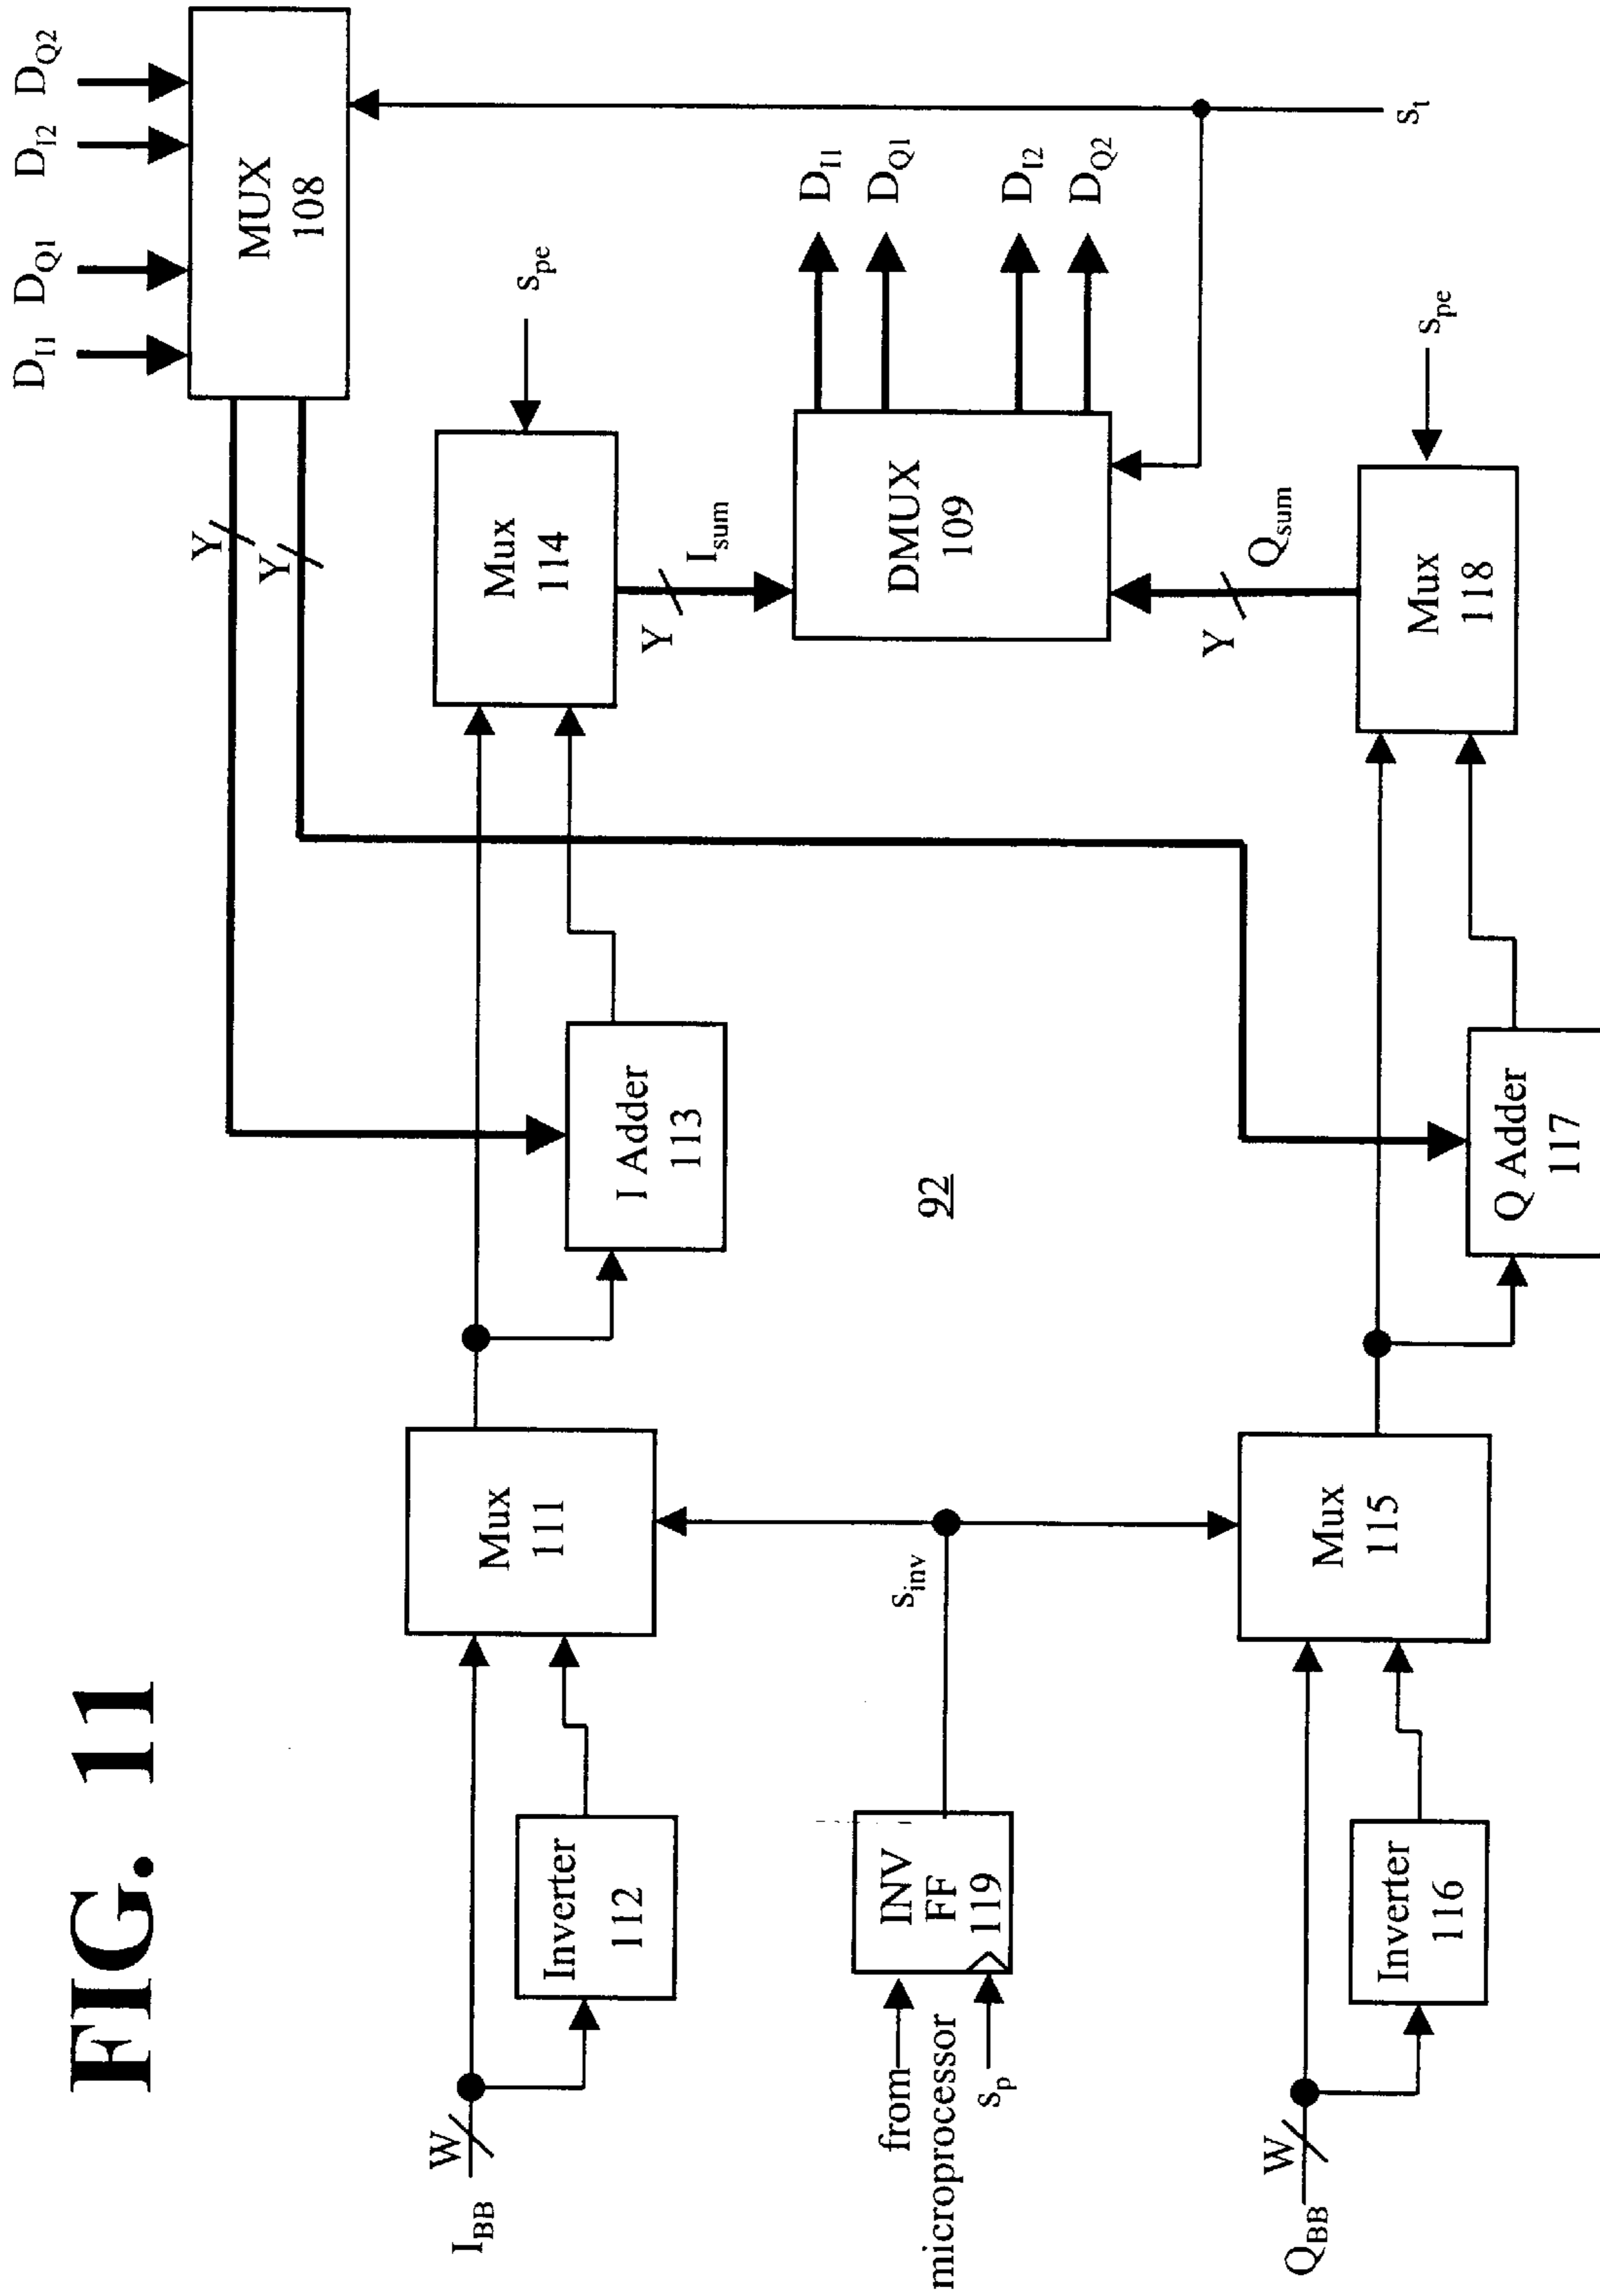 FIG. 11
D_I1
D_Q1
D_I2
D_Q2
MUX
108
Y
Y
s_pe
Mux
114
Y
I_sum
D_I1
D_Q1
D_I2
D_Q2
DMUX
109
s_t
I_BB
W
Inverter
112
Mux
111
I Adder
113
92
from
microprocessor
s_p
INV
FF
119
s_inv
Y
Q_sum
s_pe
Q_BB
W
Inverter
116
Mux
115
Q Adder
117
Mux
118